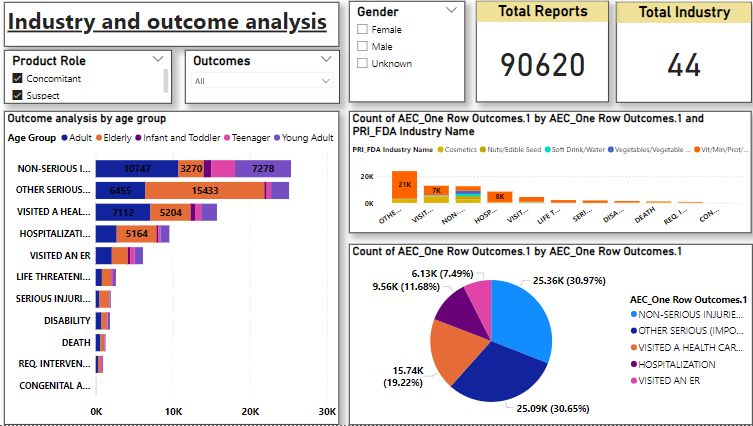 Industry and outcome analysis
Product Role
Concomitant
Suspect
Outcomes
All
Gender
Female
Male
Unknown
Total Reports
90620
Total Industry
44
Outcome analysis by age group
Age Group Adult Elderly Infant and Toddler Teenager Young Adult
NON-SERIOUS I... 10747 3270 7278
OTHER SERIOUS... 6455 15433
VISITED A HEAL... 7112 5204
HOSPITALIZATI... 5164
VISITED AN ER
LIFE THREATENI...
SERIOUS INJURI...
DISABILITY
DEATH
REQ. INTERVEN...
CONGENITAL A...
0K 10K 20K 30K
Count of AEC_One Row Outcomes.1 by AEC_One Row Outcomes.1 and
PRI_FDA Industry Name
PRI_FDA Industry Name Cosmetics Nuts/Edible Seed Soft Drink/Water Vegetables/Vegetable ... Vit/Min/Prot/...
20K
0K
21K
7K
8K
OTHE... VISIT... NON-... HOSP... VISIT... LIFE T... SERI... DISA... DEATH REQ. I... CON...
Count of AEC_One Row Outcomes.1 by AEC_One Row Outcomes.1
6.13K (7.49%)
9.56K (11.68%)
25.36K (30.97%)
15.74K
(19.22%)
25.09K (30.65%)
AEC_One Row Outcomes.1
NON-SERIOUS INJURIE...
OTHER SERIOUS (IMPO...
VISITED A HEALTH CAR...
HOSPITALIZATION
VISITED AN ER